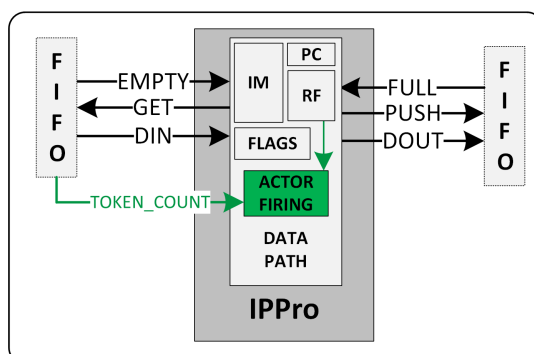 F
I
F
O
EMPTY
GET
DIN
TOKEN_COUNT
IM
PC
RF
FLAGS
ACTOR
FIRING
DATA
PATH
IPPro
FULL
PUSH
DOUT
F
I
F
O